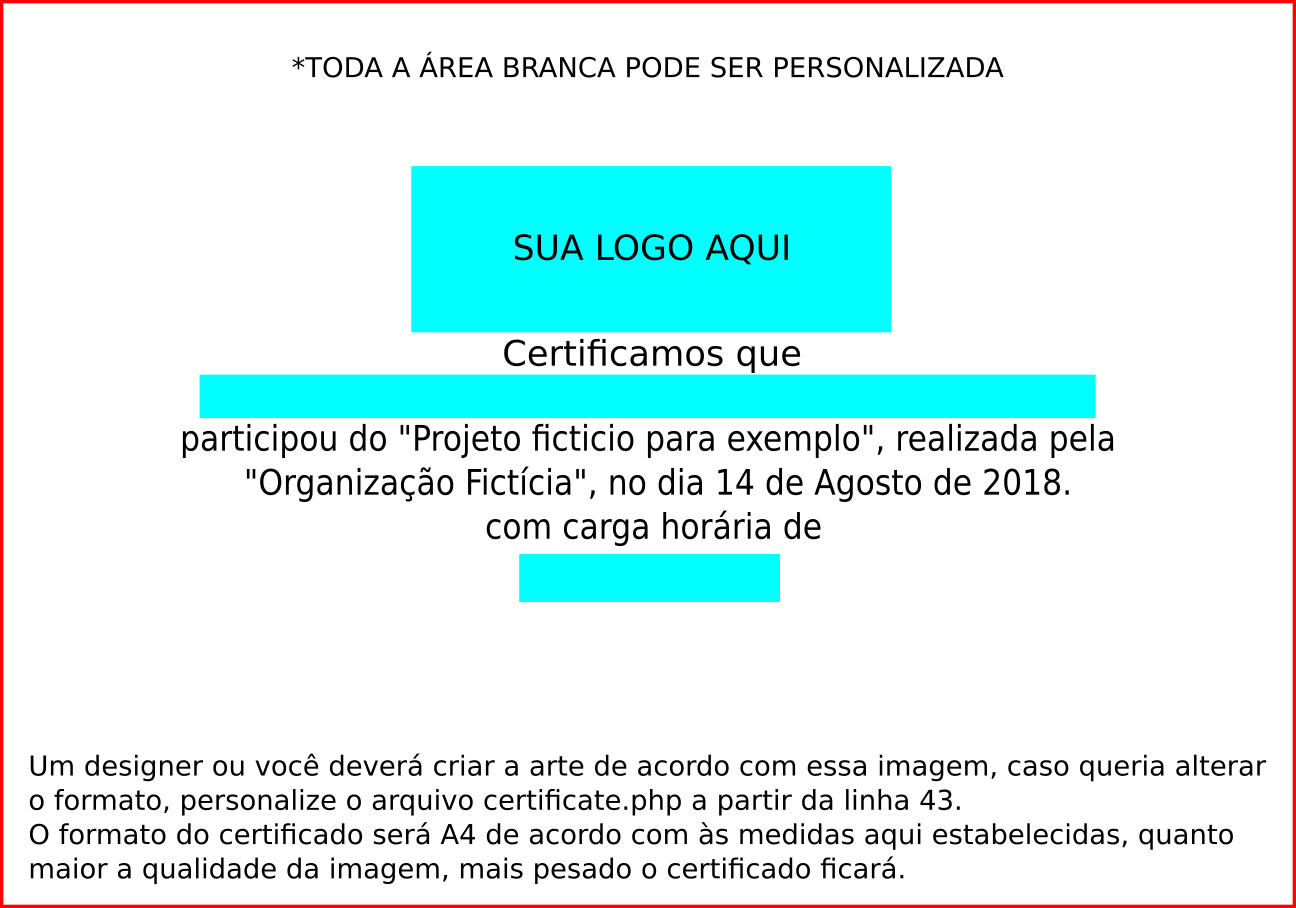 *TODA A ÁREA BRANCA PODE SER PERSONALIZADA
SUA LOGO AQUI
Certificamos que
participou do "Projeto ficticio para exemplo", realizada pela
"Organização Fictícia", no dia 14 de Agosto de 2018.
com carga horária de
Um designer ou você deverá criar a arte de acordo com essa imagem, caso queria alterar
o formato, personalize o arquivo certificate.php a partir da linha 43.
O formato do certificado será A4 de acordo com às medidas aqui estabelecidas, quanto
maior a qualidade da imagem, mais pesado o certificado ficará.